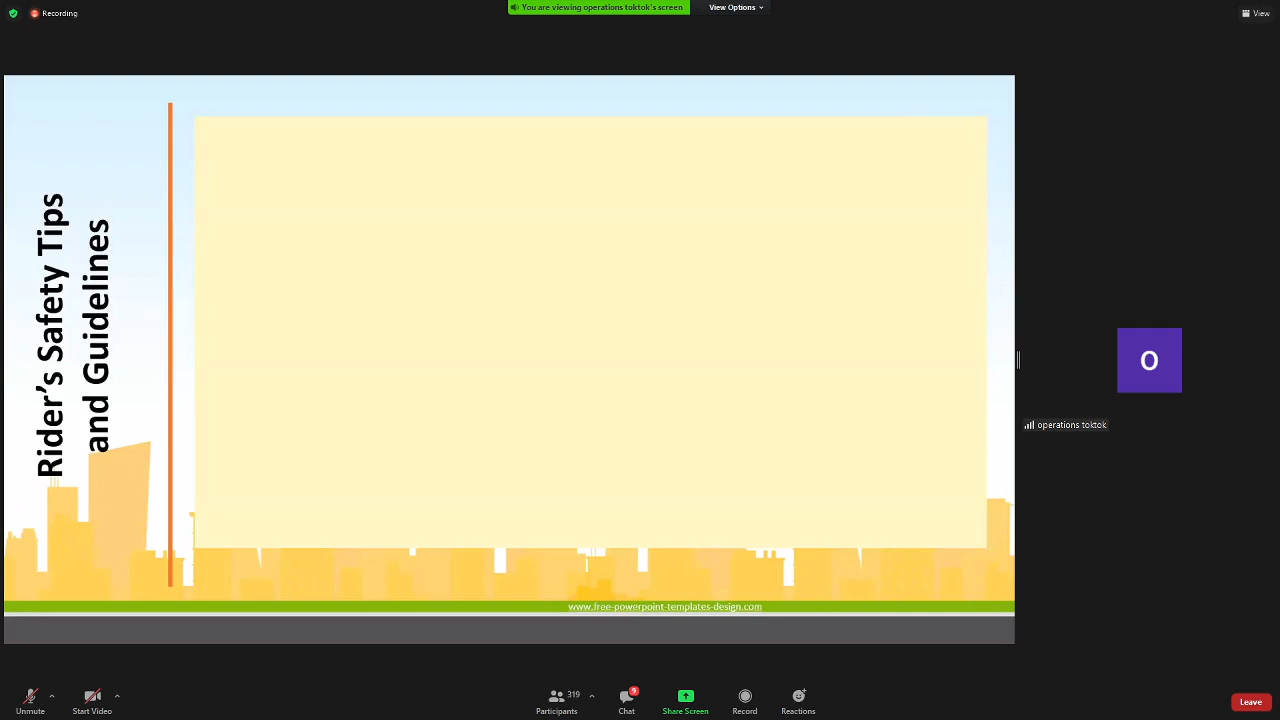 Recording
You are viewing operations toktok's screen
View Options
View
Rider's Safety Tips
and Guidelines
O
operations toktok
www.free-powerpoint-templates-design.com
Unmute
Start Video
319
Participants
9
Chat
Share Screen
Record
Reactions
Leave